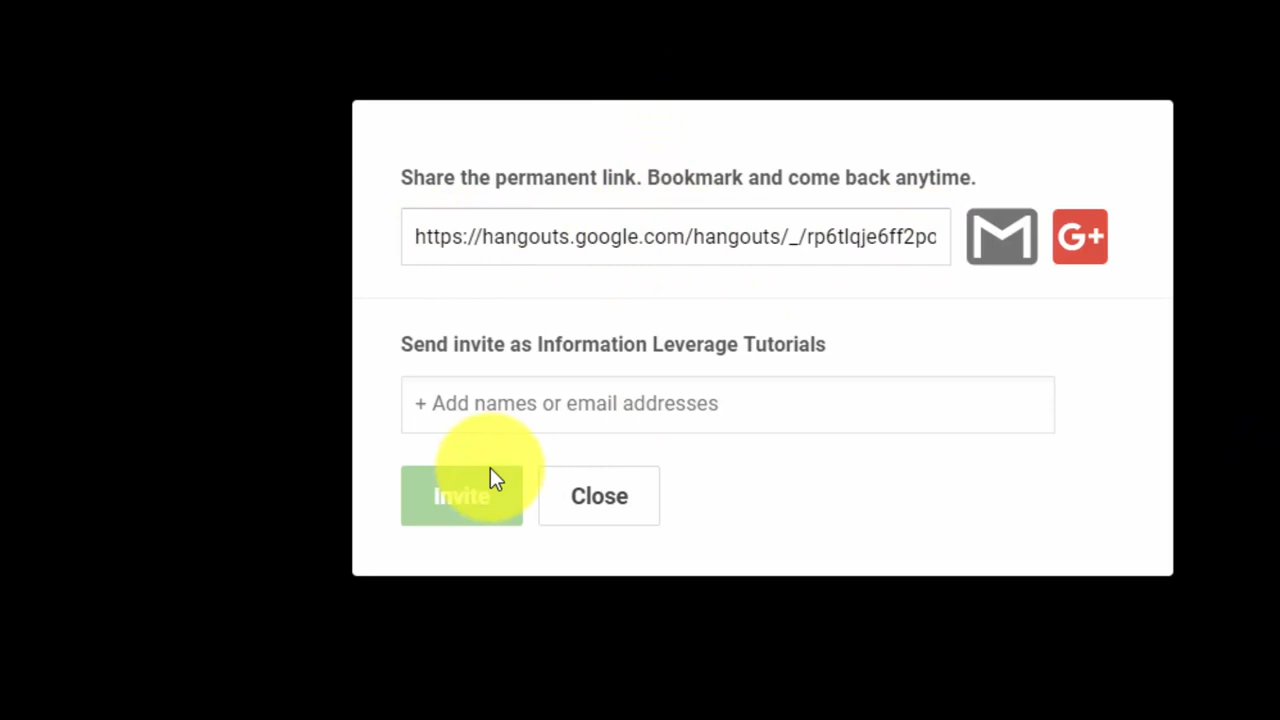 Share the permanent link. Bookmark and come back anytime.
https://hangouts.google.com/hangouts/_/rp6tlqje6ff2po
G+
Send invite as Information Leverage Tutorials
+ Add names or email addresses
Invite Close